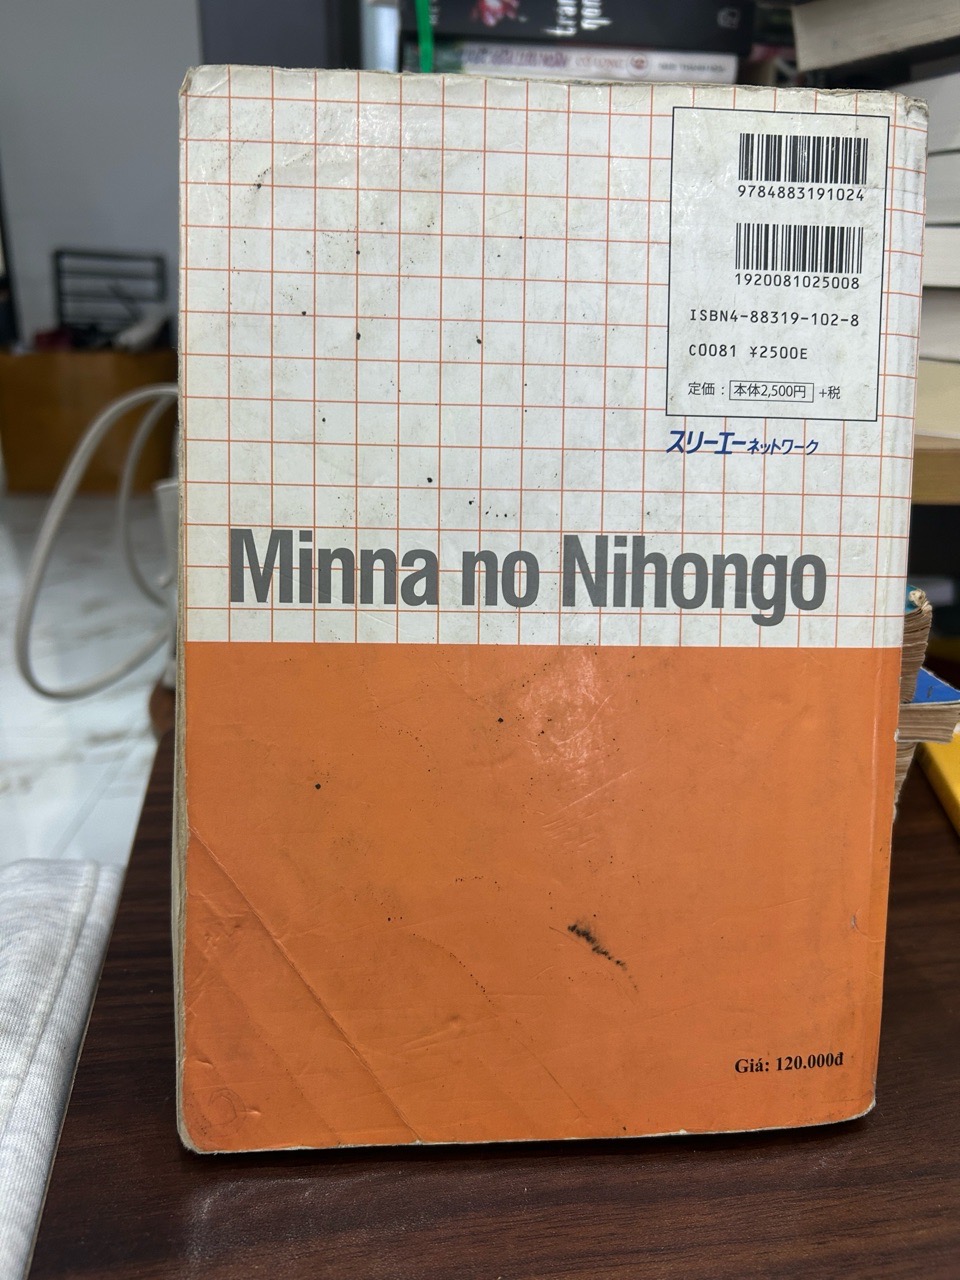 9784883191024
1920081025008
ISBN4-88319-102-8
C0081 ¥2500E
定価：本体2,500円 +税
スリーエーネットワーク
Minna no Nihongo
Giá: 120.000đ